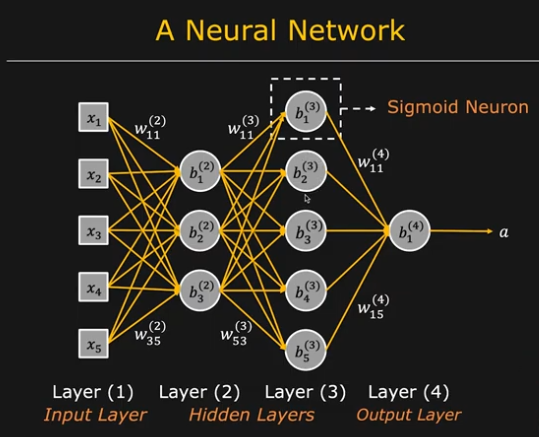 A Neural Network
x₁
x₂
x₃
x₄
x₅
w₁₁⁽²⁾
w₃₅⁽²⁾
b₁⁽²⁾
b₂⁽²⁾
b₃⁽²⁾
w₁₁⁽³⁾
w₅₃⁽³⁾
b₁⁽³⁾
b₂⁽³⁾
b₃⁽³⁾
b₄⁽³⁾
b₅⁽³⁾
Sigmoid Neuron
w₁₁⁽⁴⁾
w₁₅⁽⁴⁾
b₁⁽⁴⁾
a
Layer (1) Layer (2) Layer (3) Layer (4)
Input Layer Hidden Layers Output Layer